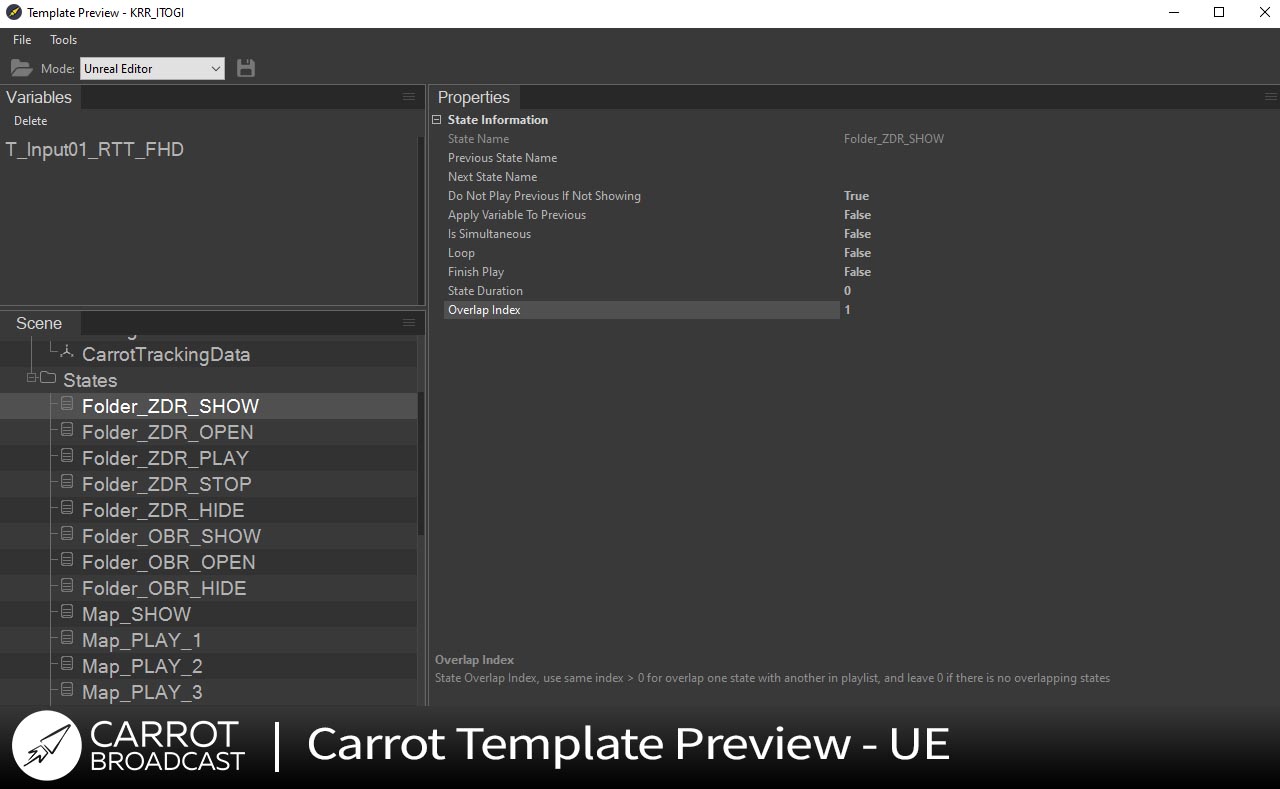 Template Preview - KRR_ITOGI
File Tools
Mode: Unreal Editor
Variables
Delete
T_Input01_RTT_FHD
Scene
CarrotTrackingData
States
Folder_ZDR_SHOW
Folder_ZDR_OPEN
Folder_ZDR_PLAY
Folder_ZDR_STOP
Folder_ZDR_HIDE
Folder_OBR_SHOW
Folder_OBR_OPEN
Folder_OBR_HIDE
Map_SHOW
Map_PLAY_1
Map_PLAY_2
Map_PLAY_3
Properties
State Information
State Name Folder_ZDR_SHOW
Previous State Name
Next State Name
Do Not Play Previous If Not Showing True
Apply Variable To Previous False
Is Simultaneous False
Loop False
Finish Play False
State Duration 0
Overlap Index 1
Overlap Index
State Overlap Index, use same index > 0 for overlap one state with another in playlist, and leave 0 if there is no overlapping states
CARROT
BROADCAST
Carrot Template Preview - UE